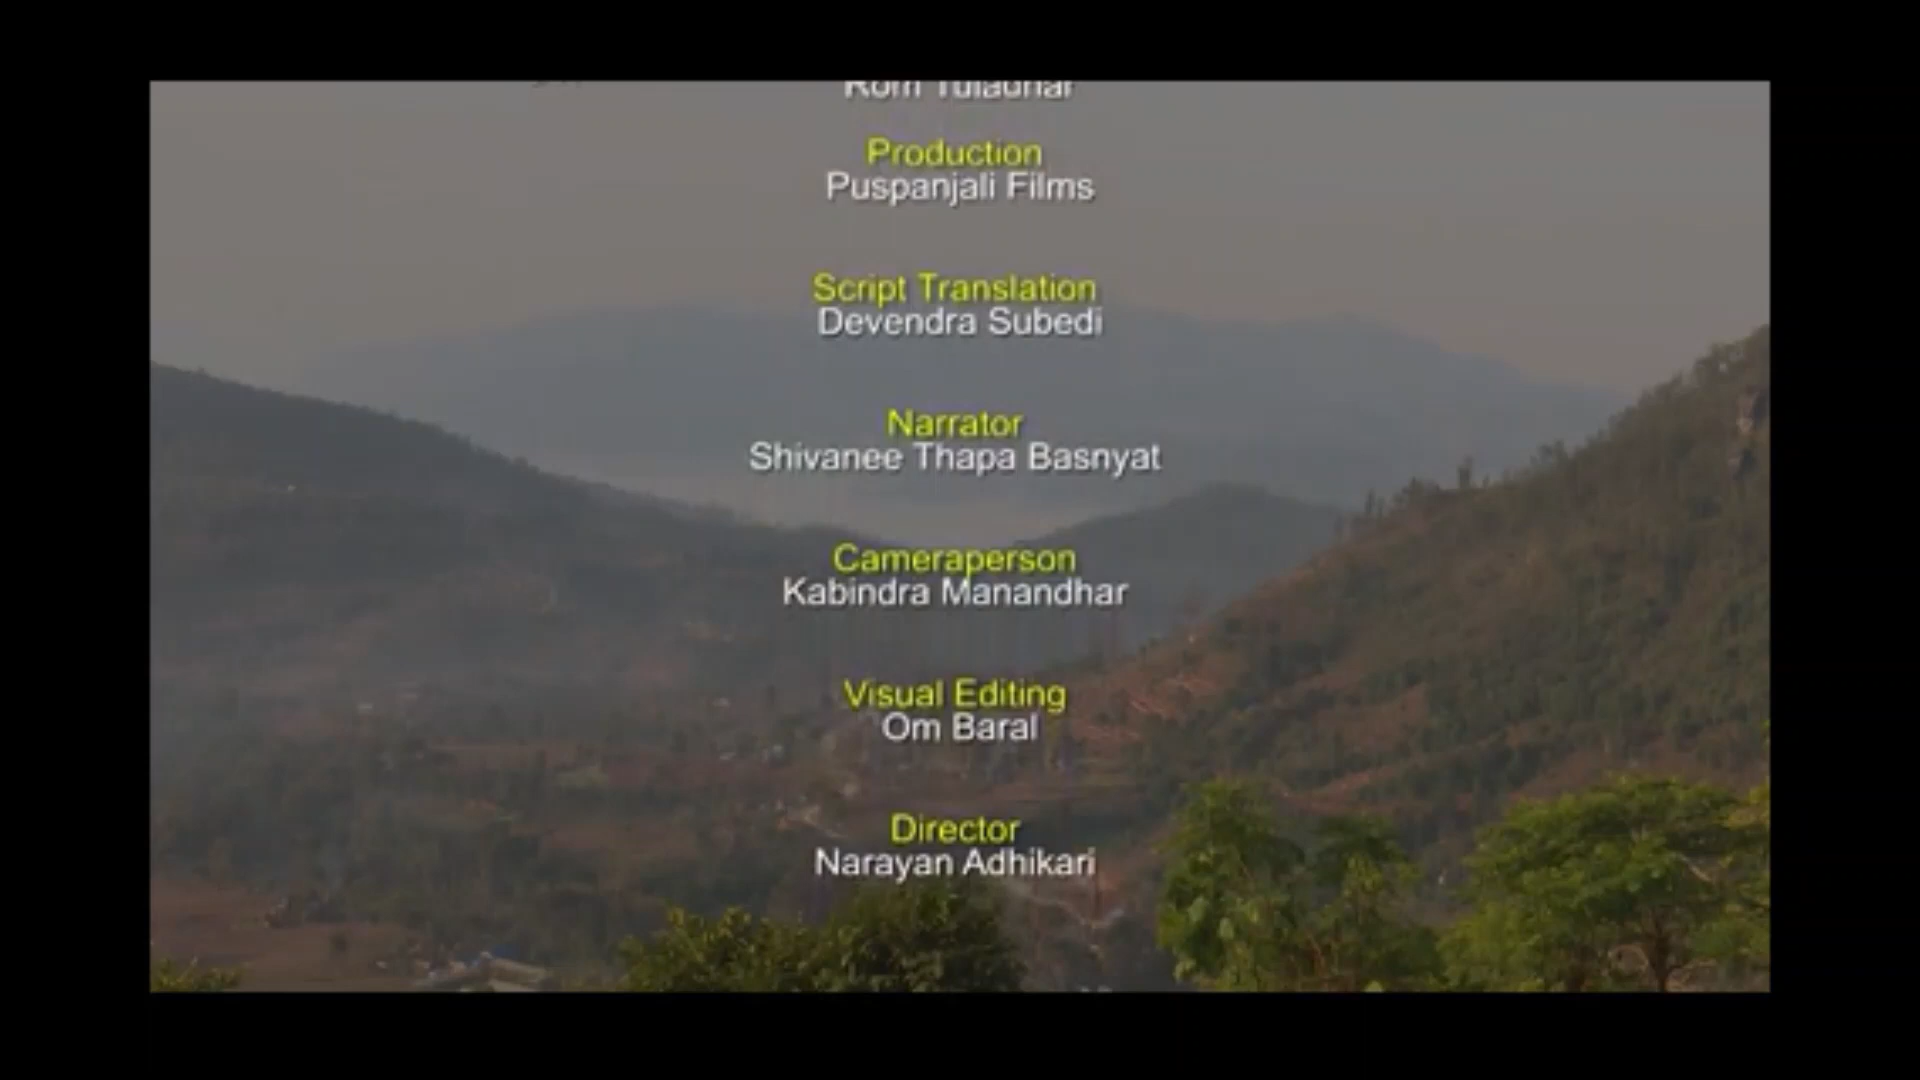 Production
Puspanjali Films
Script Translation
Devendra Subedi
Narrator
Shivanee Thapa Basnyat
Cameraperson
Kabindra Manandhar
Visual Editing
Om Baral
Director
Narayan Adhikari